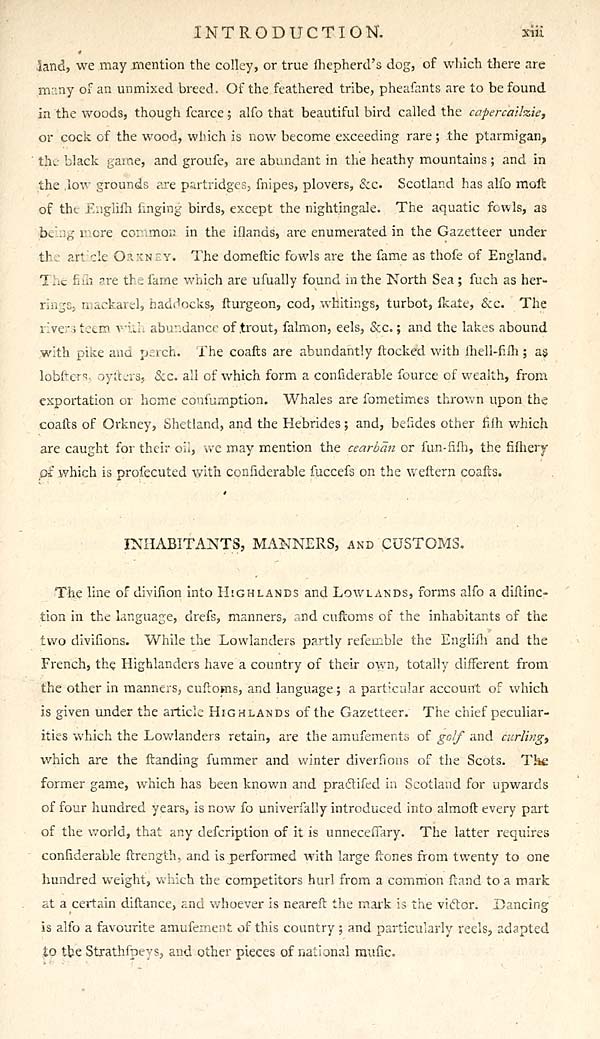 INTRODUCTION. xiii
land, we may mention the colley, or true ſhepherd's dog, of which there are
many of an unmixed breed. Of the feathered tribe, pheaſants are to be found
in the woods, though ſcarce; alſo that beautiful bird called the capercailzie,
or cock of the wood, which is now become exceeding rare; the ptarmigan,
the black game, and grouſe, are abundant in the heathy mountains; and in
the low grounds are partridges, ſnipes, plovers, &c. Scotland has alſo moſt
of the Engliſh ſinging birds, except the nightingale. The aquatic fowls, as
being more common in the iſlands, are enumerated in the Gazetteer under
the article ORKNEY. The domeſtic fowls are the ſame as thoſe of England.
The fiſh are the ſame which are uſually found in the North Sea; ſuch as her-
rings, mackarel, haddocks, ſturgeon, cod, whitings, turbot, ſkate, &c. The
rivers teem with abundance of trout, ſalmon, eels, &c.; and the lakes abound
with pike and perch. The coaſts are abundantly ſtocked with ſhell-fiſh; as
lobſters, oyſters, &c. all of which form a conſiderable ſource of wealth, from
exportation or home conſumption. Whales are ſometimes thrown upon the
coaſts of Orkney, Shetland, and the Hebrides; and, beſides other fiſh which
are caught for their oil, we may mention the cearbān or ſun-fiſh, the fiſhery
of which is proſecuted with conſiderable ſucceſs on the weſtern coaſts.
INHABITANTS, MANNERS, AND CUSTOMS.
The line of diviſion into HIGHLANDS and LOWLANDS, forms alſo a diſtinc-
tion in the language, dreſs, manners, and cuſtoms of the inhabitants of the
two diviſions. While the Lowlanders partly reſemble the Engliſh and the
French, the Highlanders have a country of their own, totally different from
the other in manners, cuſtoms, and language; a particular account of which
is given under the article HIGHLANDS of the Gazetteer. The chief peculiar-
ities which the Lowlanders retain, are the amuſements of golf and curling,
which are the ſtanding ſummer and winter diverſions of the Scots. The
former game, which has been known and practiſed in Scotland for upwards
of four hundred years, is now ſo univerſally introduced into almoſt every part
of the world, that any deſcription of it is unneceſſary. The latter requires
conſiderable ſtrength, and is performed with large ſtones from twenty to one
hundred weight, which the competitors hurl from a common ſtand to a mark
at a certain diſtance, and whoever is neareſt the mark is the victor. Dancing
is alſo a favourite amuſement of this country; and particularly reels, adapted
to the Strathſpeys, and other pieces of national muſic.